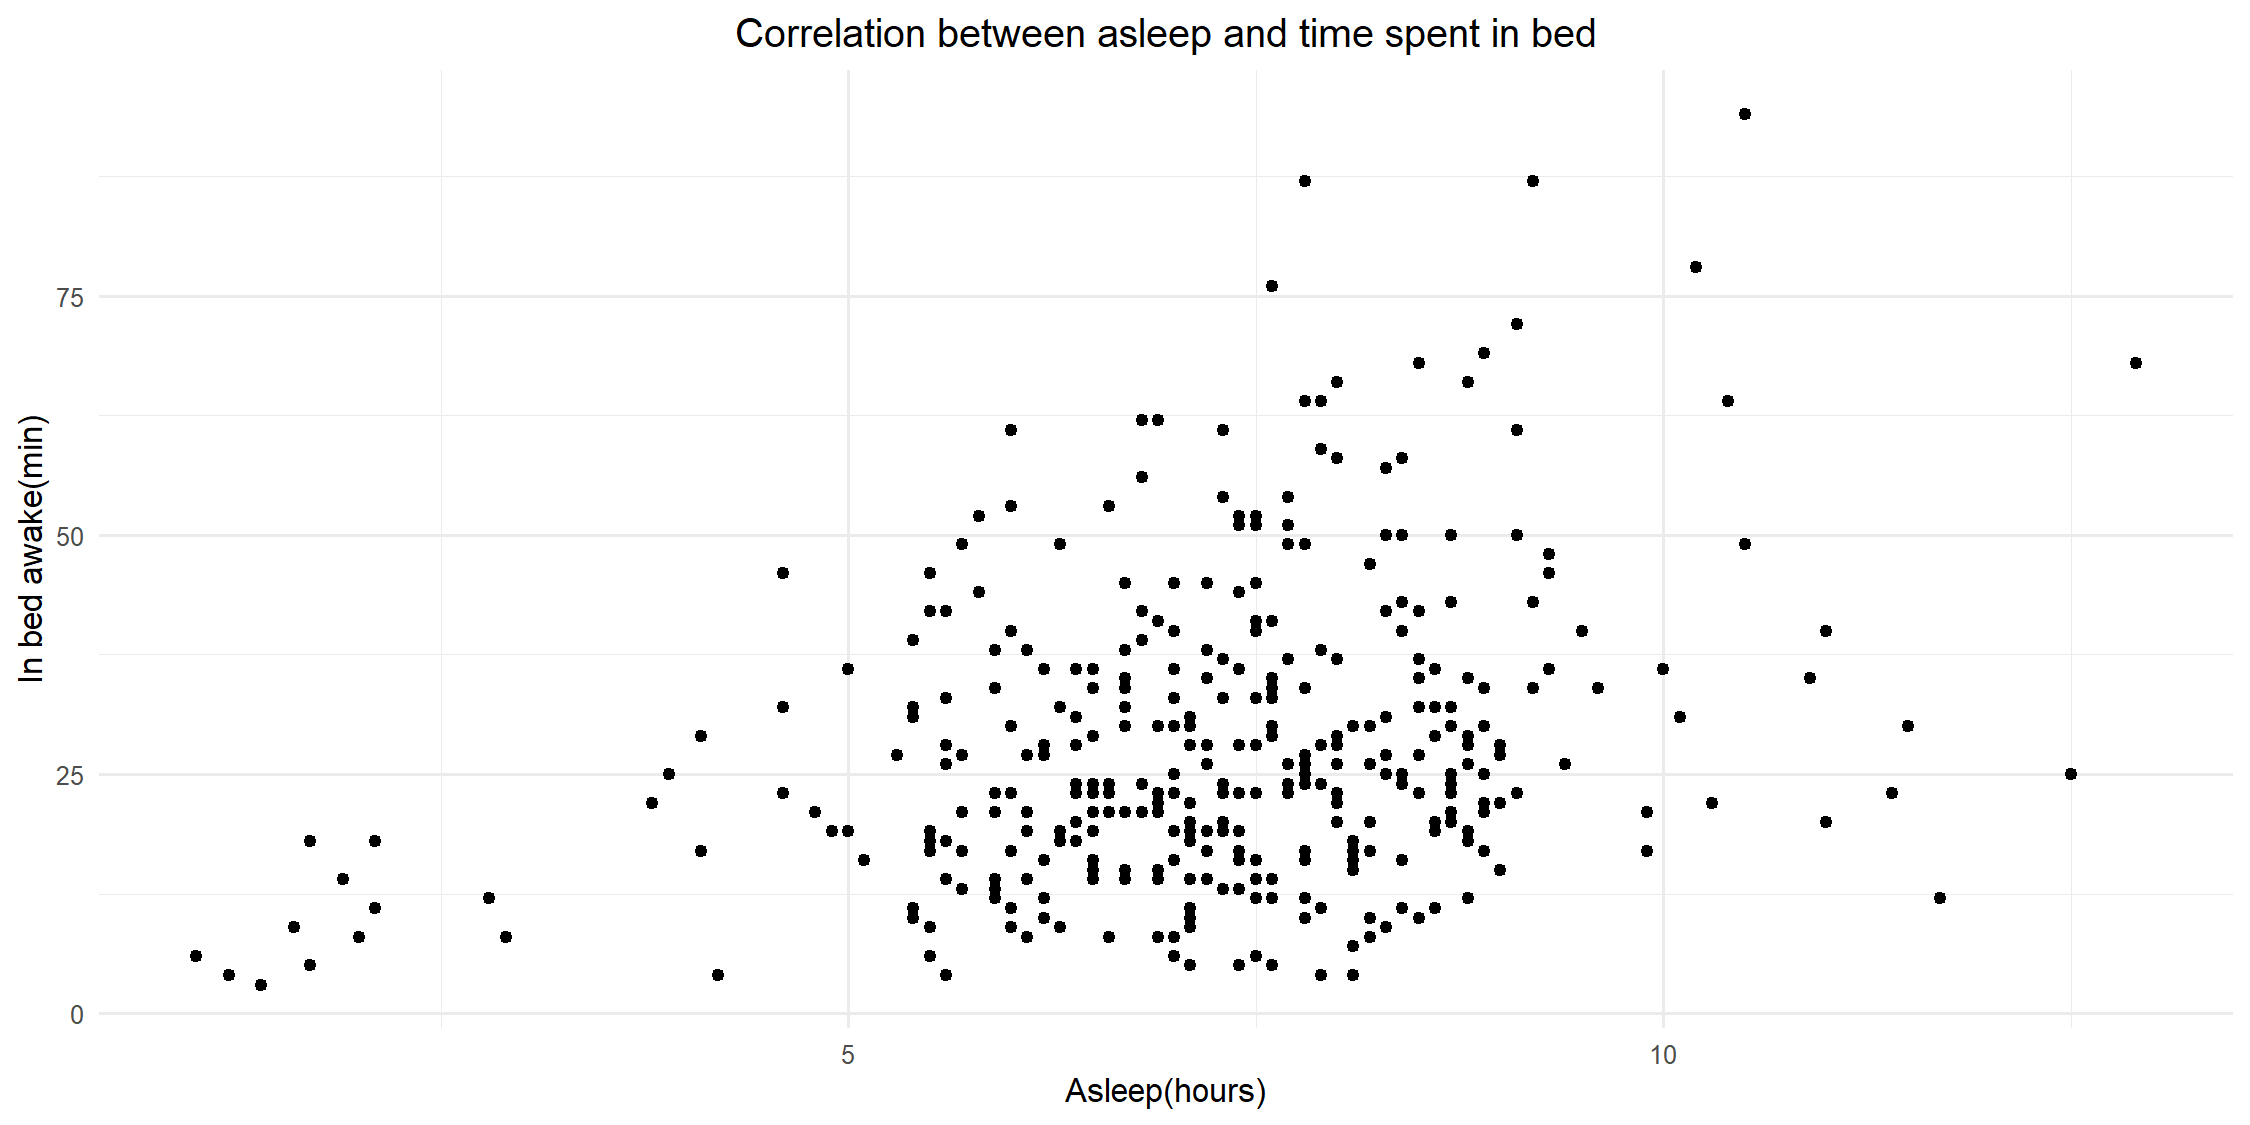 Correlation between asleep and time spent in bed
In bed awake(min)
75
50
25
0
5
10
Asleep(hours)